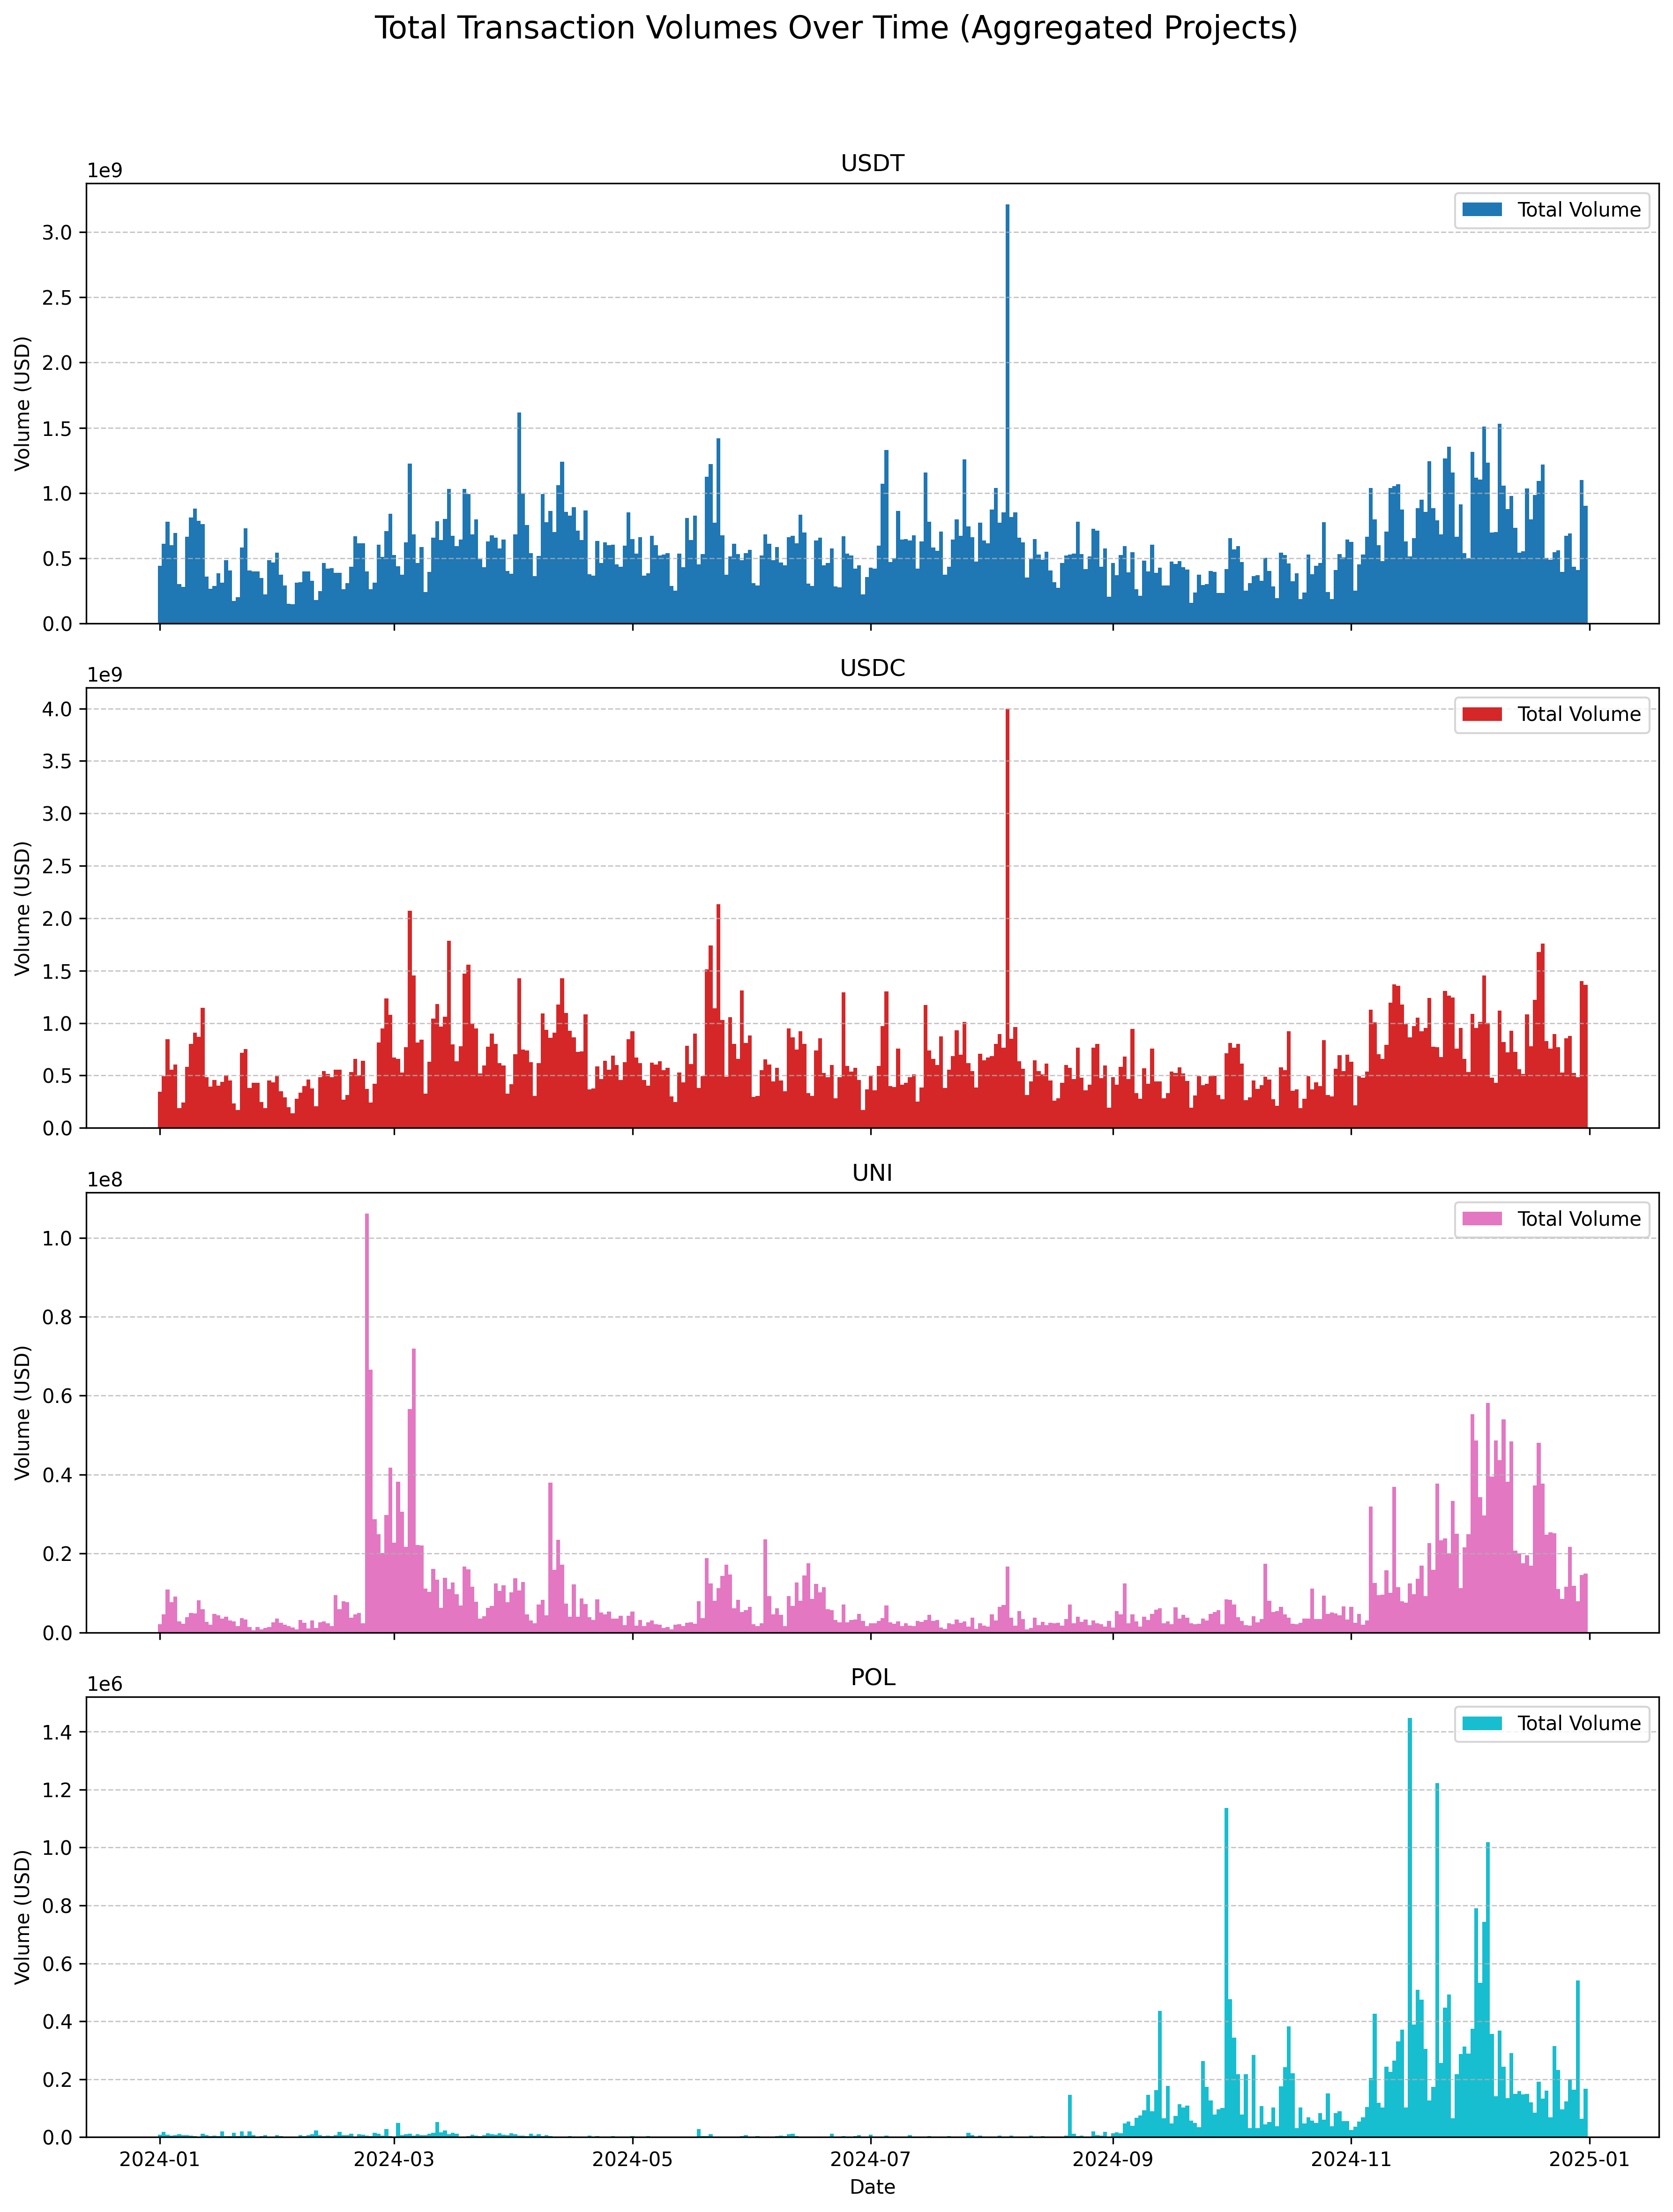 Total Transaction Volumes Over Time (Aggregated Projects)
USDT
1e9
Total Volume
Volume (USD)
3.0
2.5
2.0
1.5
1.0
0.5
0.0
USDC
1e9
Total Volume
Volume (USD)
4.0
3.5
3.0
2.5
2.0
1.5
1.0
0.5
0.0
UNI
1e8
Total Volume
Volume (USD)
1.0
0.8
0.6
0.4
0.2
0.0
POL
1e6
Total Volume
Volume (USD)
1.4
1.2
1.0
0.8
0.6
0.4
0.2
0.0
2024-01 2024-03 2024-05 2024-07 2024-09 2024-11 2025-01
Date